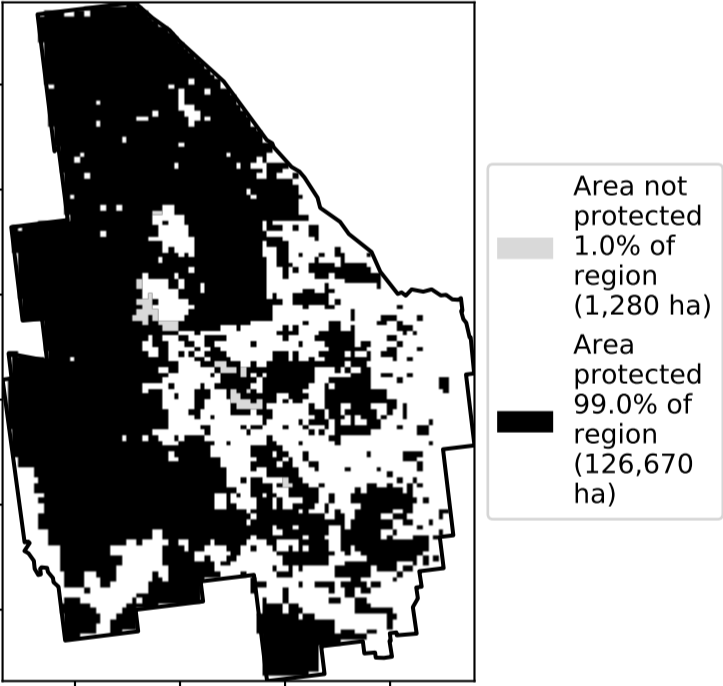 Area not
protected
1.0% of
region
(1,280 ha)
Area
protected
99.0% of
region
(126,670
ha)